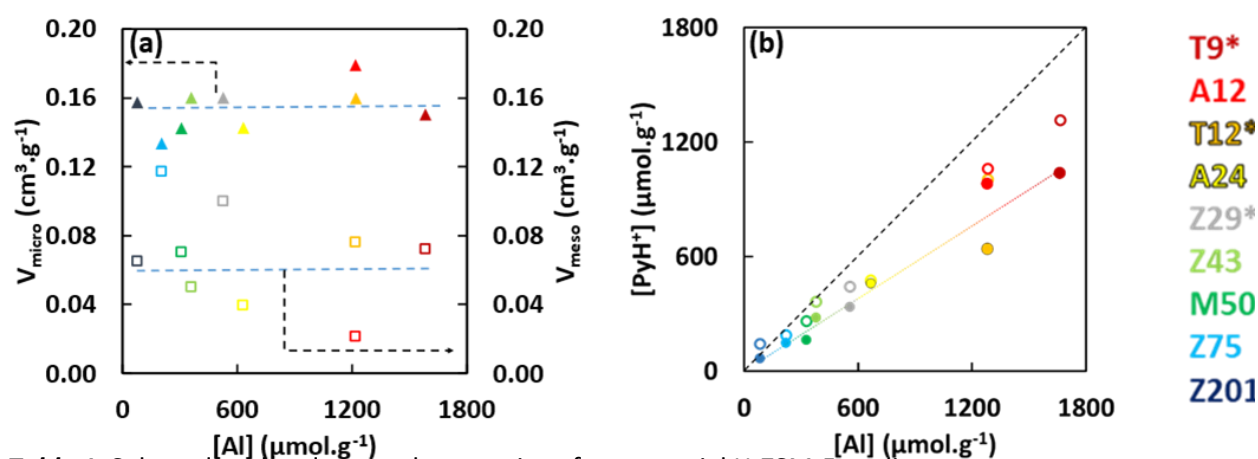 (a)
0.20
0.16
0.12
0.08
0.04
0.00
V_micro (cm³·g⁻¹)
0.20
0.16
0.12
0.08
0.04
0.00
V_meso (cm³·g⁻¹)
0 600 1200 1800
[Al] (μmol.g⁻¹)
(b)
1800
1200
600
0
[PyH⁺] (μmol.g⁻¹)
0 600 1200 1800
[Al] (μmol.g⁻¹)
T9*
A12
T12*
A24
Z29*
Z43
M50
Z75
Z201